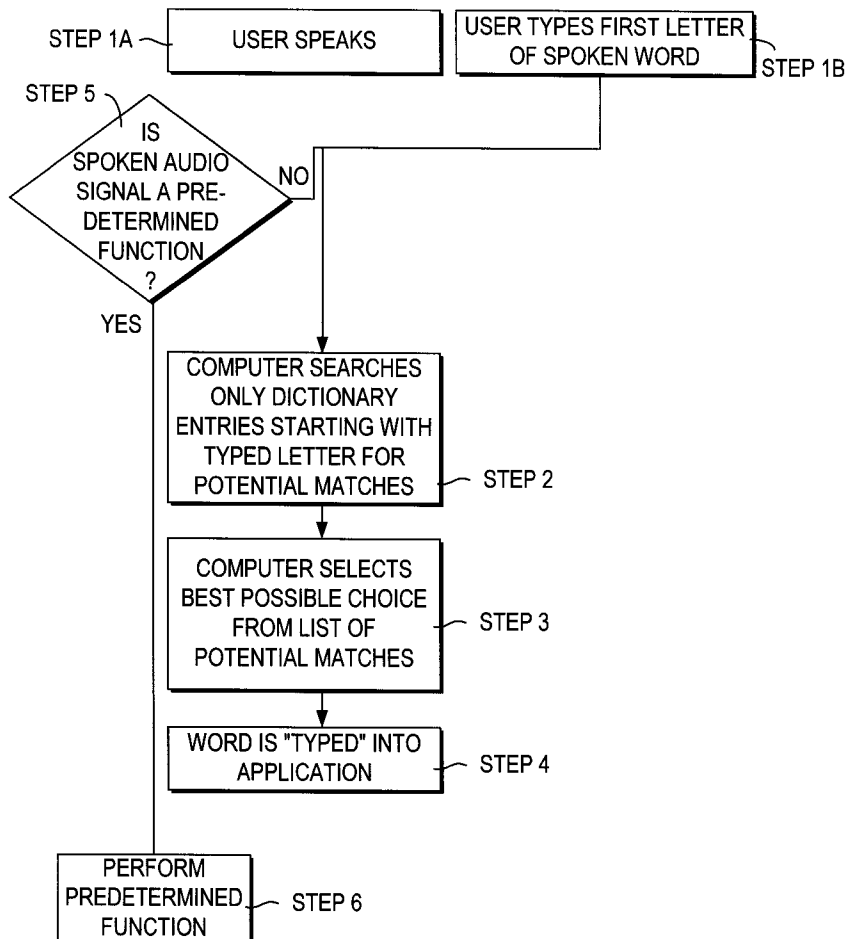 STEP 1A
USER SPEAKS
USER TYPES FIRST LETTER
OF SPOKEN WORD
STEP 1B
STEP 5
IS
SPOKEN AUDIO
SIGNAL A PRE-
DETERMINED
FUNCTION
?
NO
YES
COMPUTER SEARCHES
ONLY DICTIONARY
ENTRIES STARTING WITH
TYPED LETTER FOR
POTENTIAL MATCHES
STEP 2
COMPUTER SELECTS
BEST POSSIBLE CHOICE
FROM LIST OF
POTENTIAL MATCHES
STEP 3
WORD IS "TYPED" INTO
APPLICATION
STEP 4
PERFORM
PREDETERMINED
FUNCTION
STEP 6